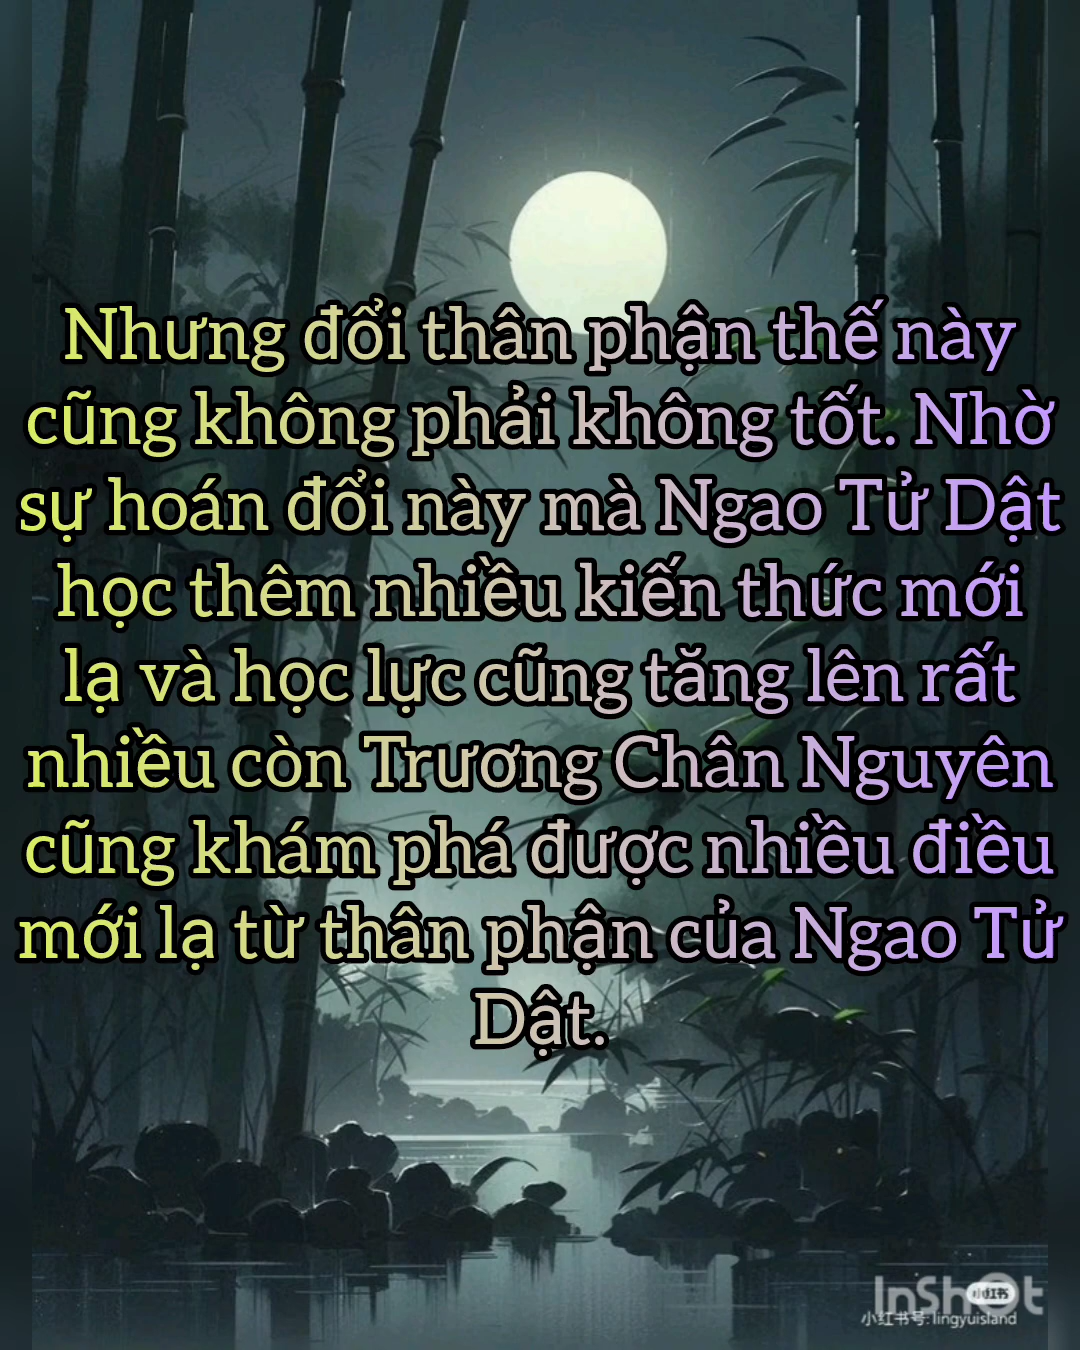 Nhưng đổi thân phận thế này
cũng không phải không tốt. Nhờ
sự hoán đổi này mà Ngao Tử Dật
học thêm nhiều kiến thức mới
lạ và học lực cũng tăng lên rất
nhiều còn Trương Chân Nguyên
cũng khám phá được nhiều điều
mới lạ từ thân phận của Ngao Tử
Dật.
InShot
小红书
小红书号: lingyuisland